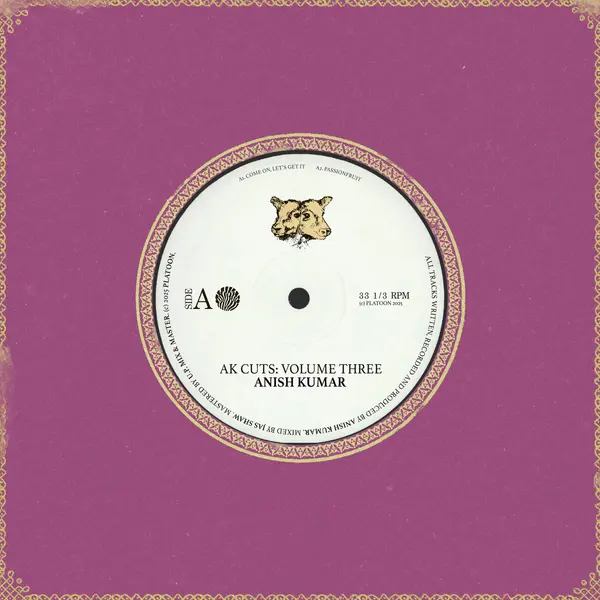 A1. COME ON, LET'S GET IT A2. PASSIONFRUIT
SIDE A
33 1/3 RPM
(c) PLATOON 2025
AK CUTS: VOLUME THREE
ANISH KUMAR
ALL TRACKS WRITTEN, RECORDED AND PRODUCED BY ANISH KUMAR. MIXED BY JAS SHAW. MASTERED BY U.P. MIX & MASTER. (c) 2025 PLATOON.